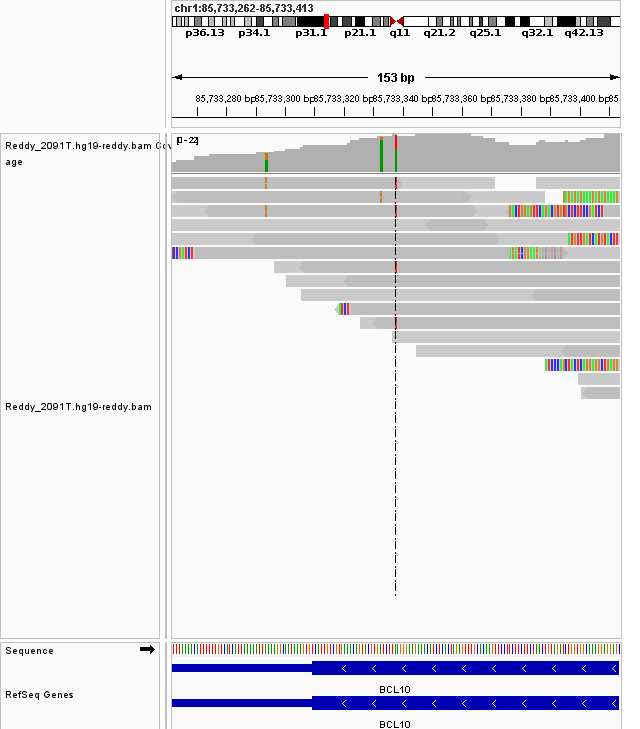 chr1:85,733,262-85,733,413
p36.13 p34.1 p31.1 p21.1 q11 q21.2 q25.1 q32.1 q42.13
153 bp
85,733,280 bp 85,733,300 bp 85,733,320 bp 85,733,340 bp 85,733,360 bp 85,733,380 bp 85,733,400 bp 85
Reddy_2091T.hg19-reddy.bam Cov
age
[0-22]
Reddy_2091T.hg19-reddy.bam
Sequence
RefSeq Genes
BCL10
BCL10